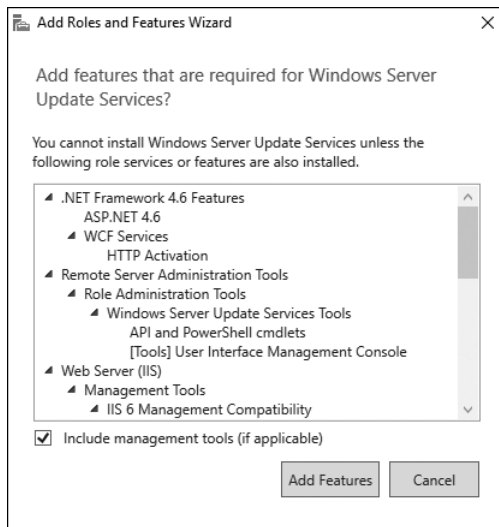 Add Roles and Features Wizard
Add features that are required for Windows Server
Update Services?
You cannot install Windows Server Update Services unless the
following role services or features are also installed.
.NET Framework 4.6 Features
ASP.NET 4.6
WCF Services
HTTP Activation
Remote Server Administration Tools
Role Administration Tools
Windows Server Update Services Tools
API and PowerShell cmdlets
[Tools] User Interface Management Console
Web Server (IIS)
Management Tools
IIS 6 Management Compatibility
Include management tools (if applicable)
Add Features Cancel